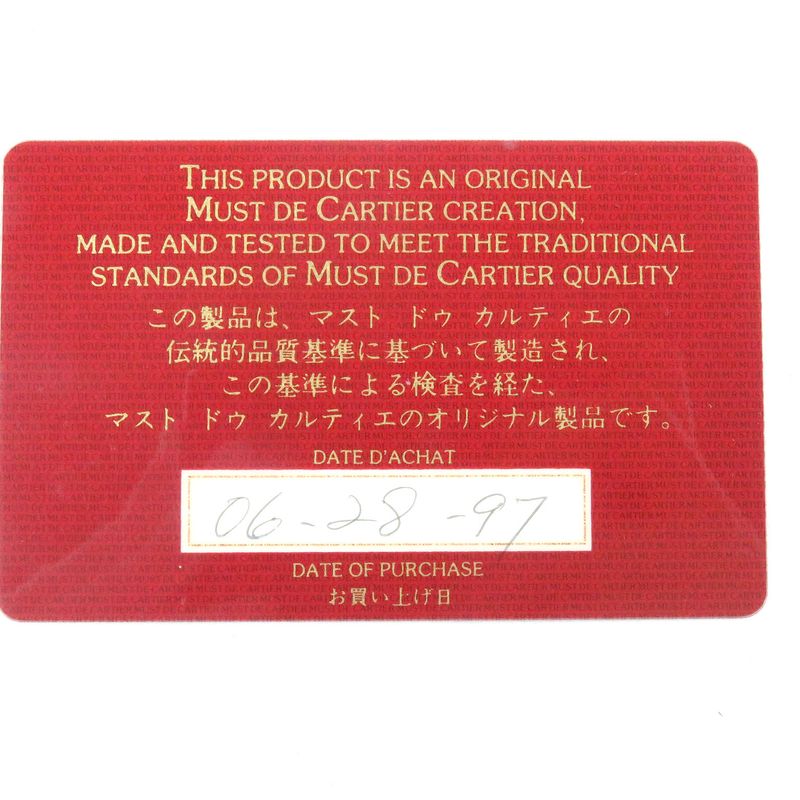 THIS PRODUCT IS AN ORIGINAL
MUST DE CARTIER CREATION,
MADE AND TESTED TO MEET THE TRADITIONAL
STANDARDS OF MUST DE CARTIER QUALITY
この製品は、マスト ドゥ カルティエの
伝統的品質基準に基づいて製造され、
この基準による検査を経た、
マスト ドゥ カルティエのオリジナル製品です。
DATE D'ACHAT
06-28-97
DATE OF PURCHASE
お買い上げ日